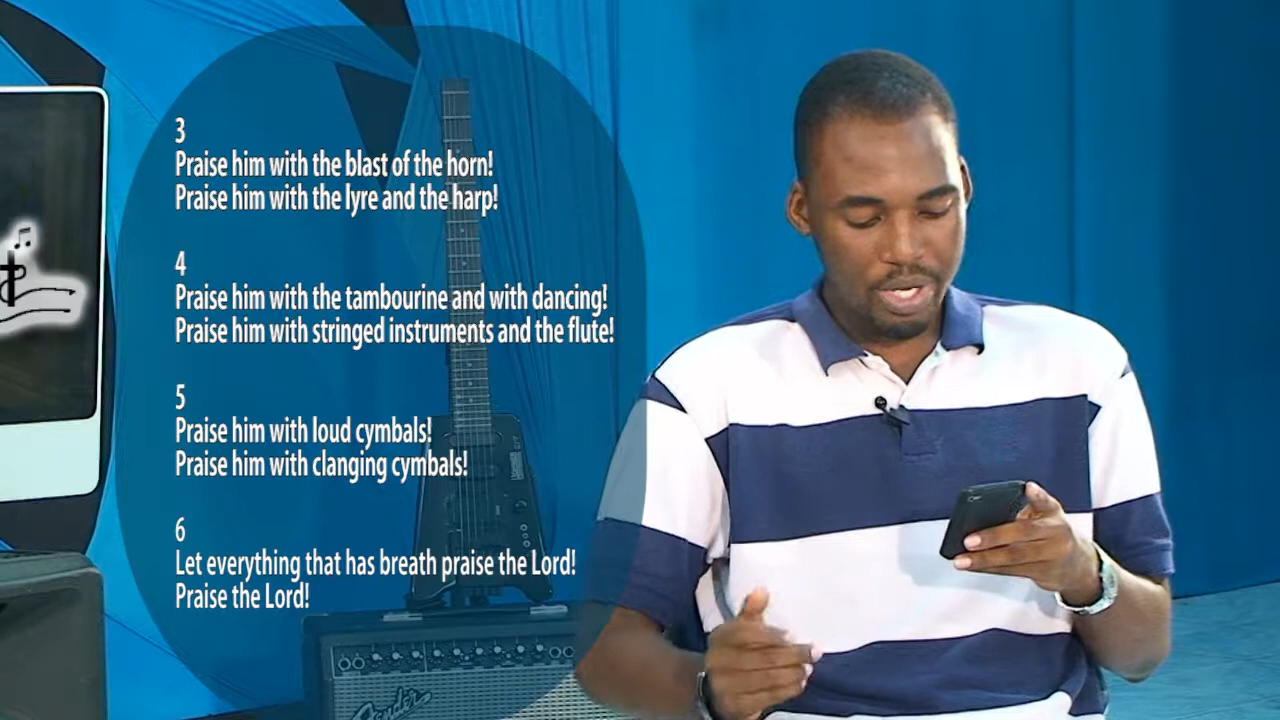 3
Praise him with the blast of the horn!
Praise him with the lyre and the harp!
4
Praise him with the tambourine and with dancing!
Praise him with stringed instruments and the flute!
5
Praise him with loud cymbals!
Praise him with clanging cymbals!
6
Let everything that has breath praise the Lord!
Praise the Lord!
Fender